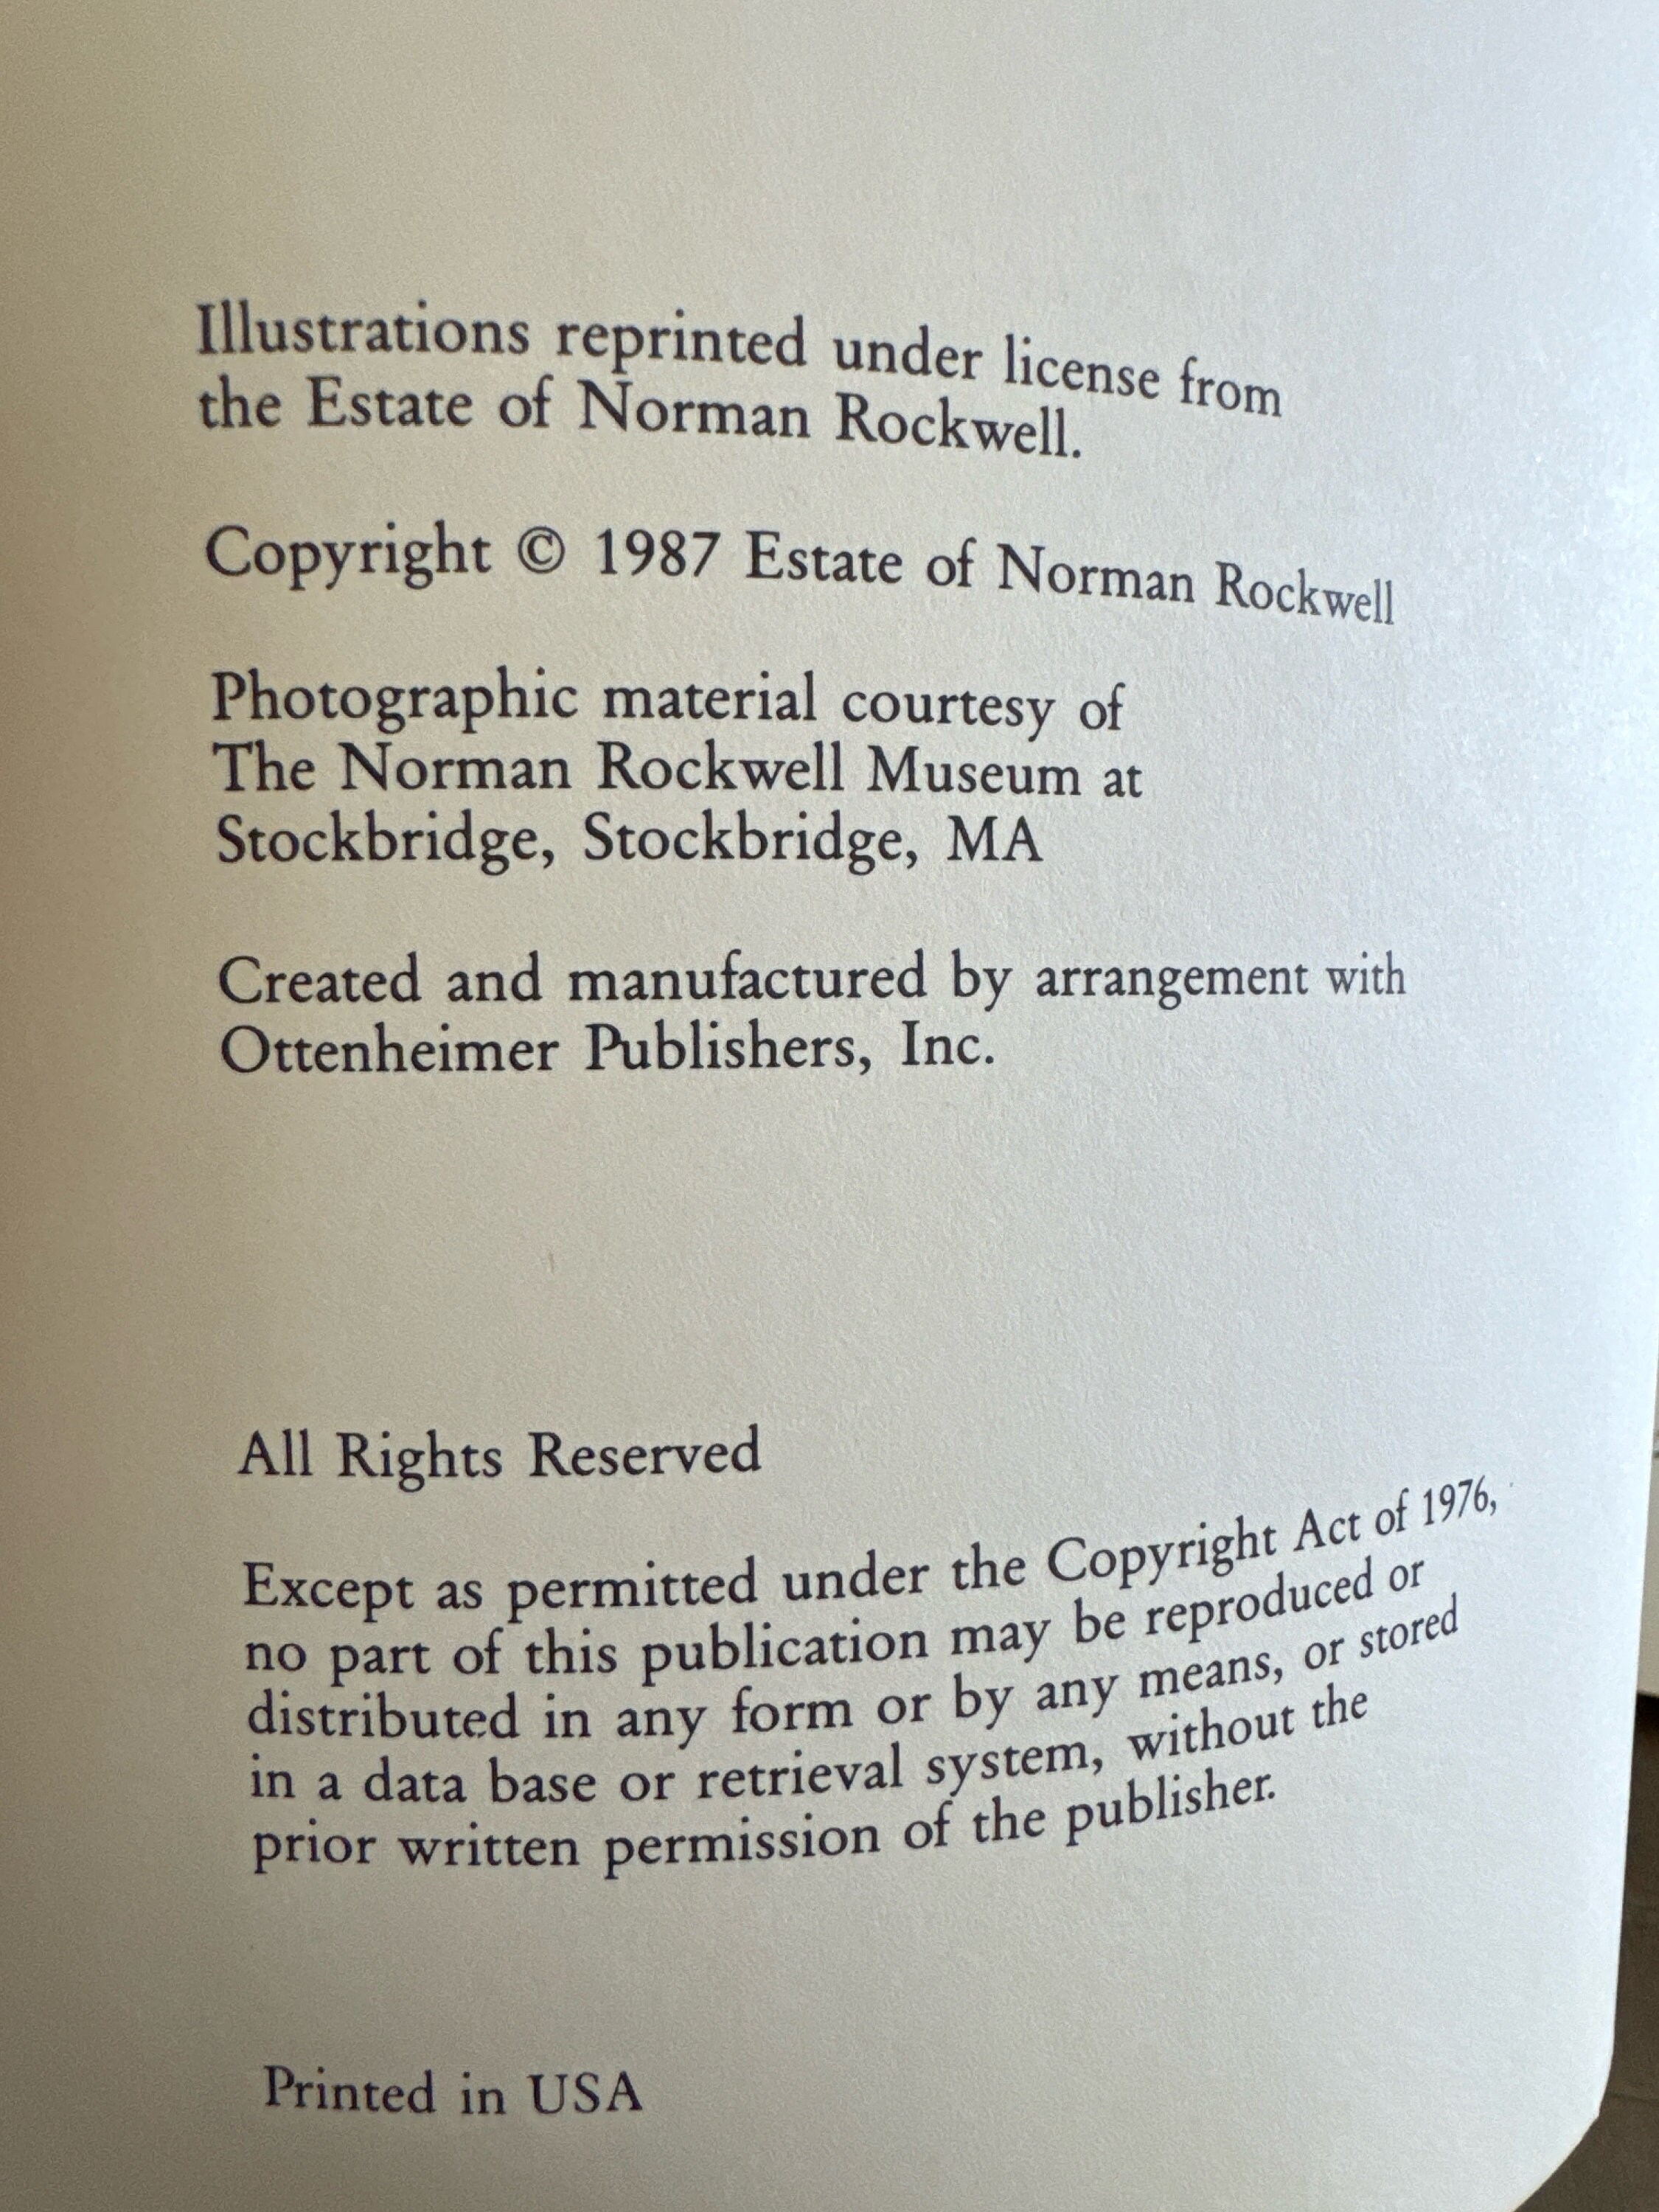 Illustrations reprinted under license from
the Estate of Norman Rockwell.
Copyright © 1987 Estate of Norman Rockwell
Photographic material courtesy of
The Norman Rockwell Museum at
Stockbridge, Stockbridge, MA
Created and manufactured by arrangement with
Ottenheimer Publishers, Inc.
All Rights Reserved
Except as permitted under the Copyright Act of 1976,
no part of this publication may be reproduced or
distributed in any form or by any means, or stored
in a data base or retrieval system, without the
prior written permission of the publisher.
Printed in USA